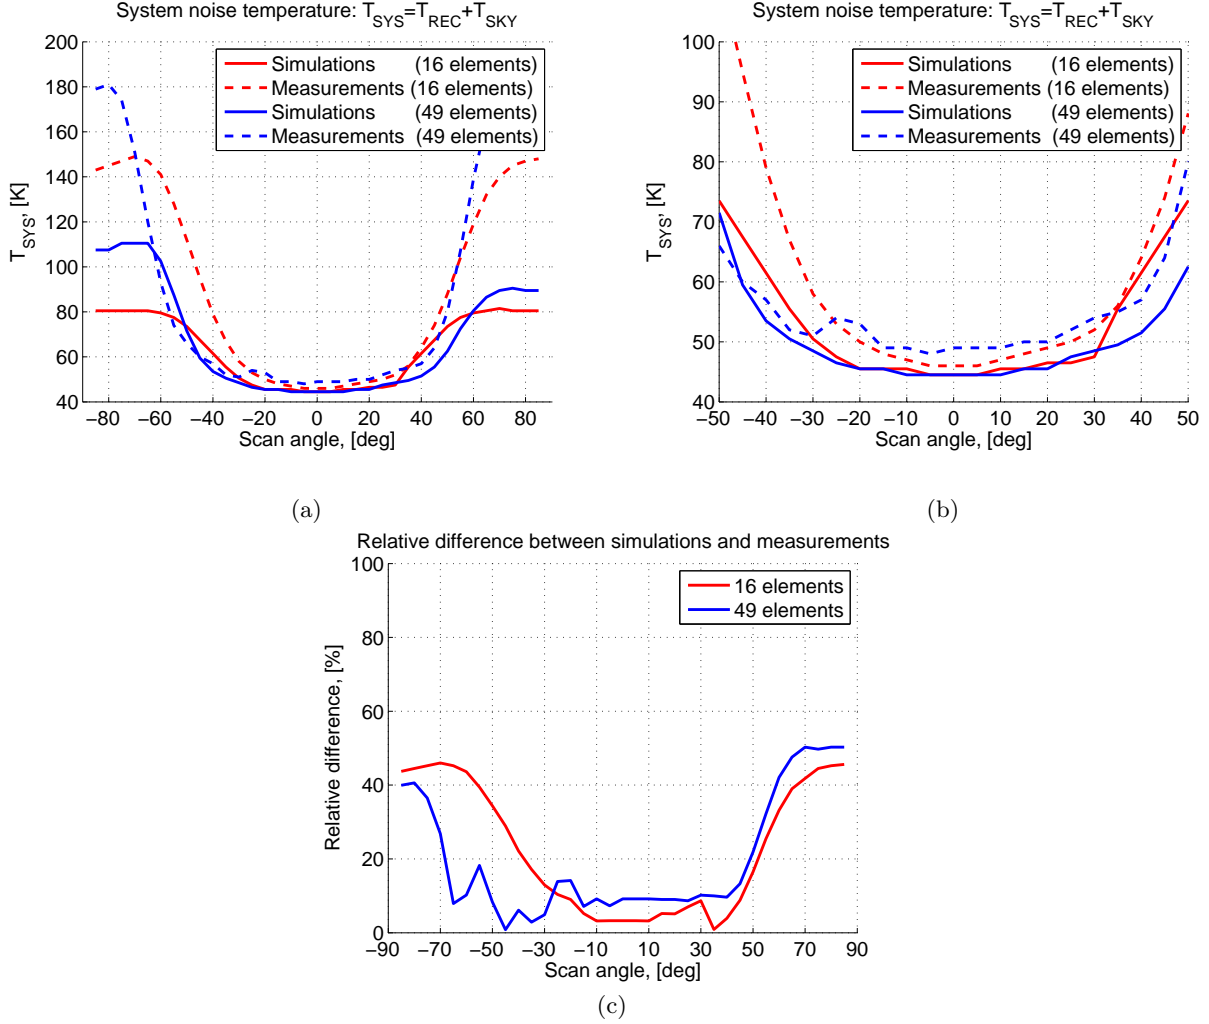 System noise temperature: T_SYS=T_REC+T_SKY
200
180
160
140
120
100
80
60
40
T_SYS, [K]
Simulations (16 elements)
Measurements (16 elements)
Simulations (49 elements)
Measurements (49 elements)
−80 −60 −40 −20 0 20 40 60 80
Scan angle, [deg]
(a)
System noise temperature: T_SYS=T_REC+T_SKY
100
90
80
70
60
50
40
T_SYS, [K]
Simulations (16 elements)
Measurements (16 elements)
Simulations (49 elements)
Measurements (49 elements)
−50 −40 −30 −20 −10 0 10 20 30 40 50
Scan angle, [deg]
(b)
Relative difference between simulations and measurements
100
80
60
40
20
0
Relative difference, [%]
16 elements
49 elements
−90 −70 −50 −30 −10 10 30 50 70 90
Scan angle, [deg]
(c)